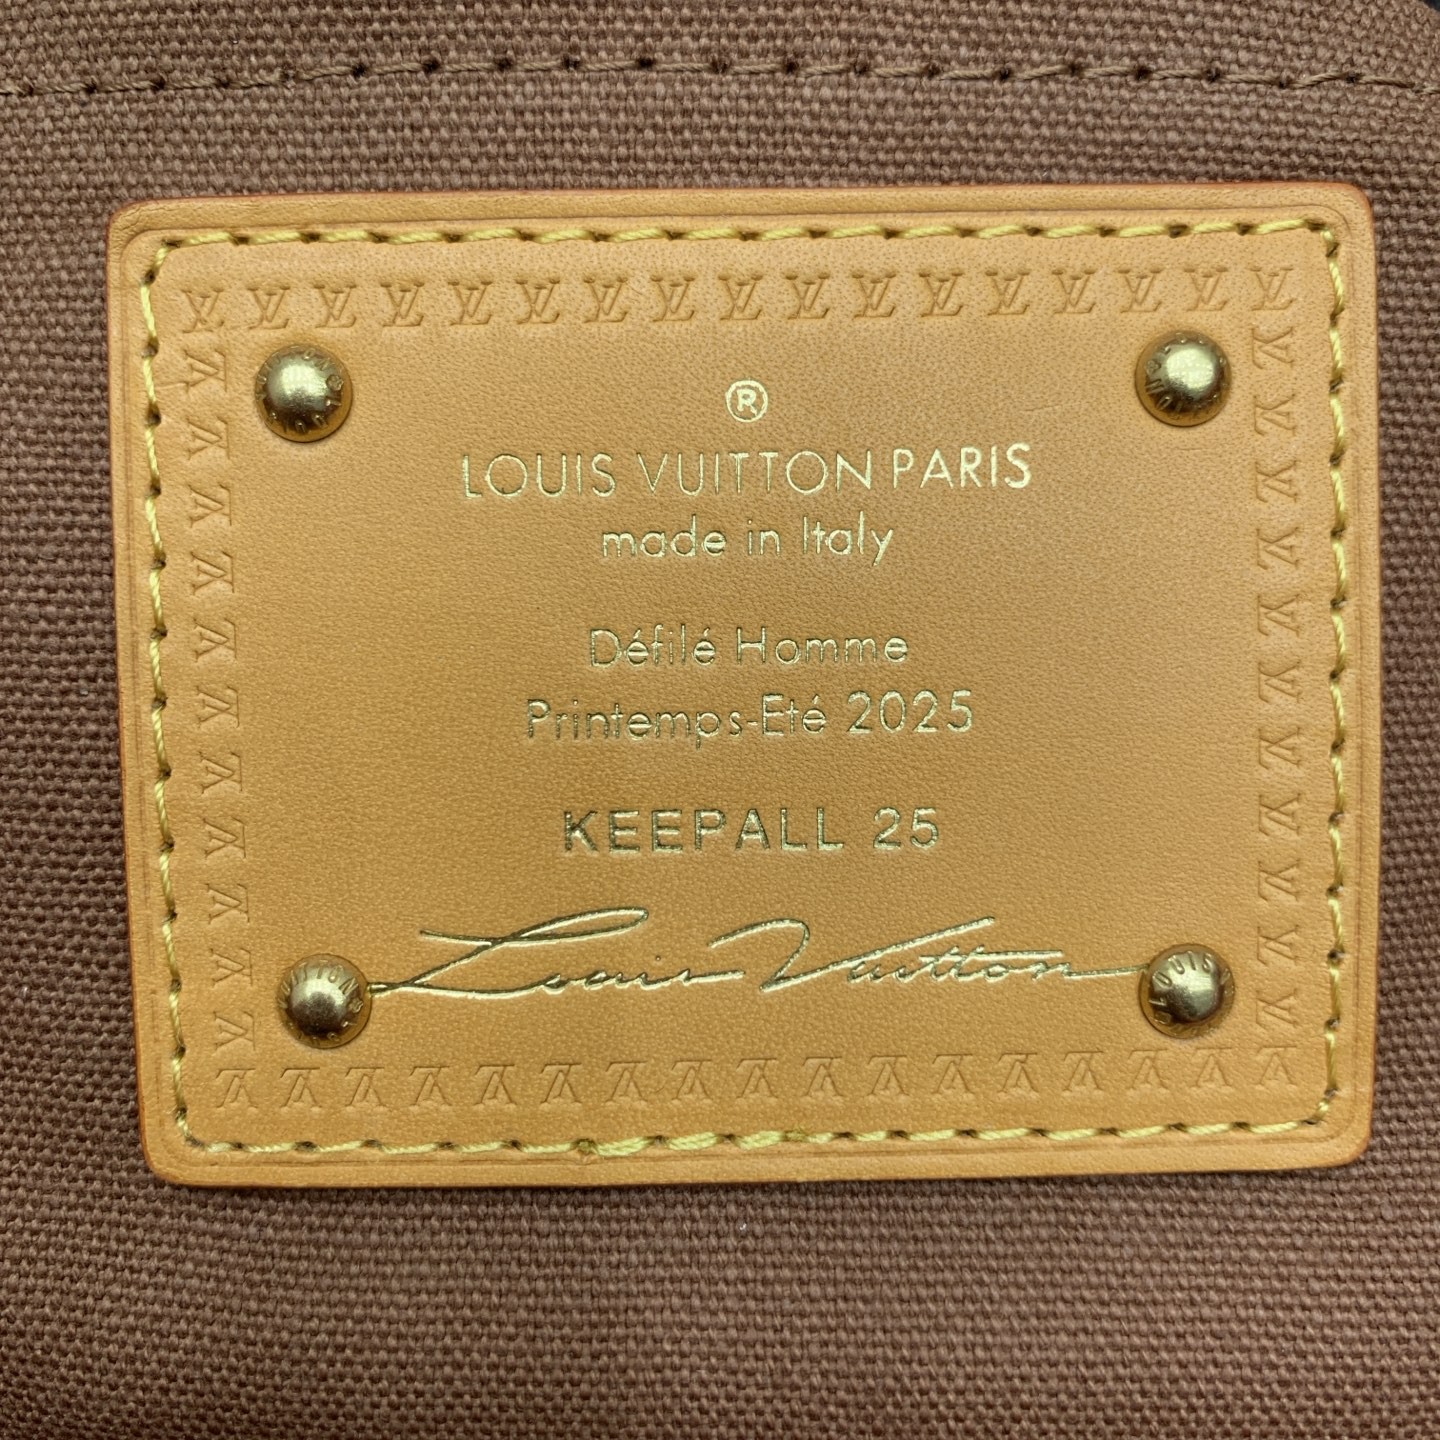 ®
LOUIS VUITTON PARIS
made in Italy
Défilé Homme
Printemps-Eté 2025
KEEPALL 25
Louis Vuitton